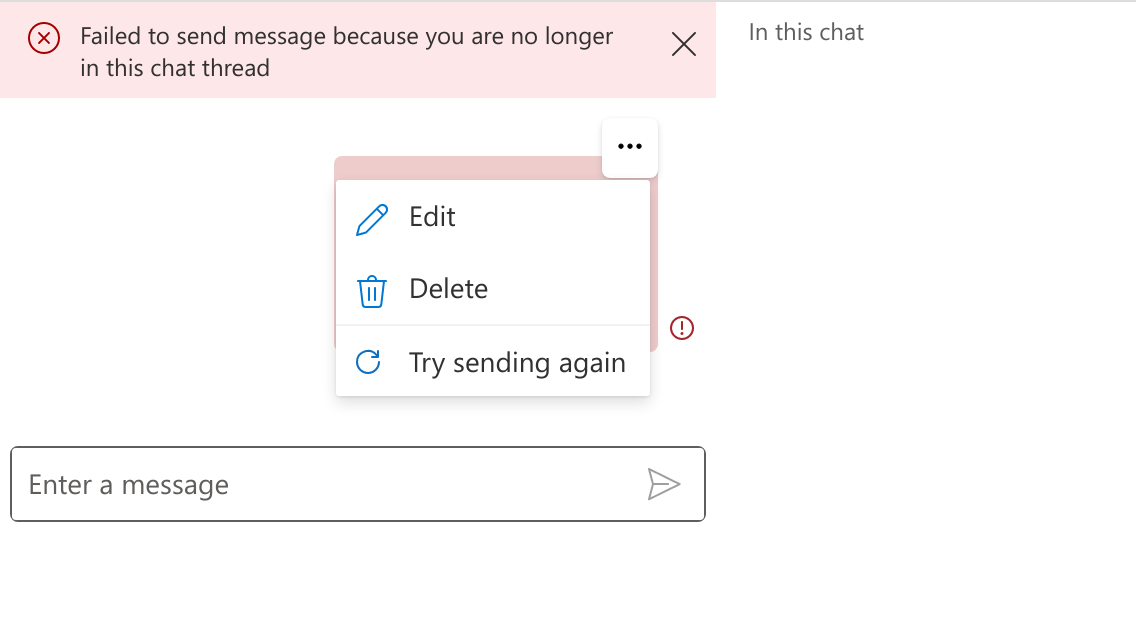 Failed to send message because you are no longer
in this chat thread
In this chat
Edit
Delete
Try sending again
Enter a message